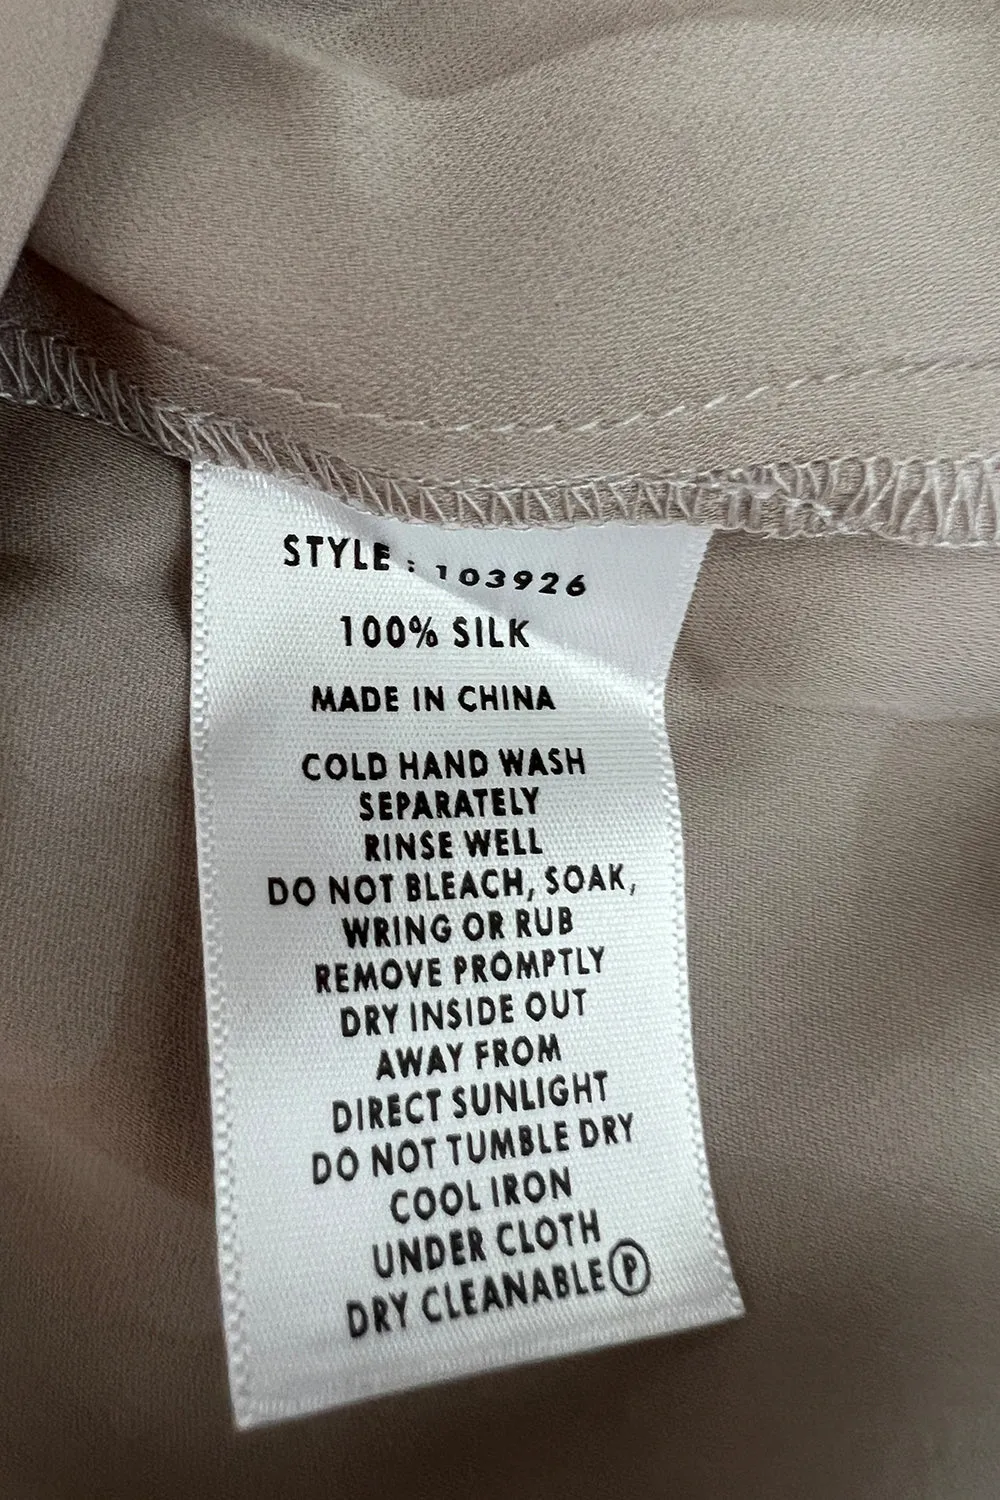 STYLE : 103926
100% SILK
MADE IN CHINA
COLD HAND WASH
SEPARATELY
RINSE WELL
DO NOT BLEACH, SOAK,
WRING OR RUB
REMOVE PROMPTLY
DRY INSIDE OUT
AWAY FROM
DIRECT SUNLIGHT
DO NOT TUMBLE DRY
COOL IRON
UNDER CLOTH
DRY CLEANABLE Ⓟ